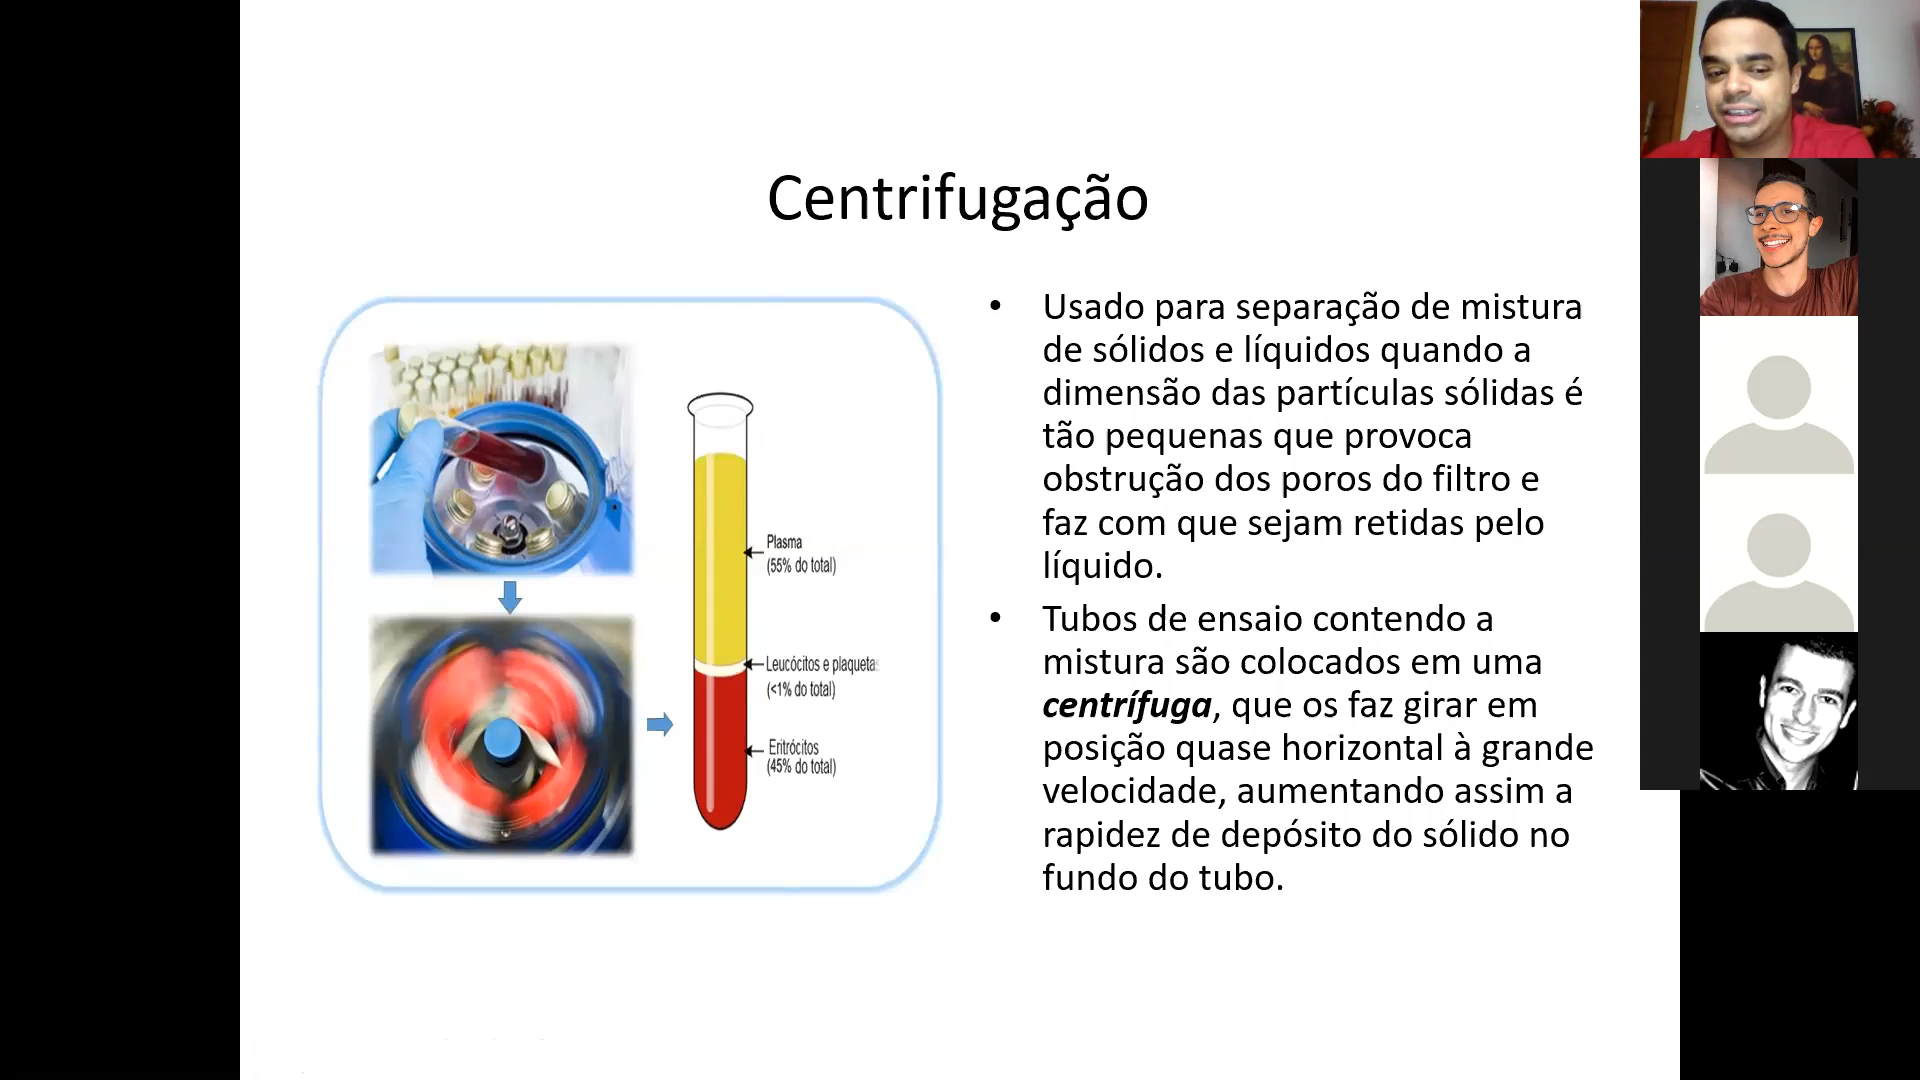 Centrifugação
Plasma
(55% do total)
Leucócitos e plaquetas
(<1% do total)
Eritrócitos
(45% do total)
• Usado para separação de mistura
de sólidos e líquidos quando a
dimensão das partículas sólidas é
tão pequenas que provoca
obstrução dos poros do filtro e
faz com que sejam retidas pelo
líquido.
• Tubos de ensaio contendo a
mistura são colocados em uma
centrífuga, que os faz girar em
posição quase horizontal à grande
velocidade, aumentando assim a
rapidez de depósito do sólido no
fundo do tubo.